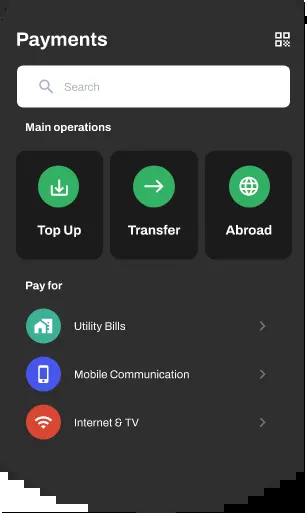 Payments
Search
Main operations
Top Up
Transfer
Abroad
Pay for
Utility Bills
Mobile Communication
Internet & TV